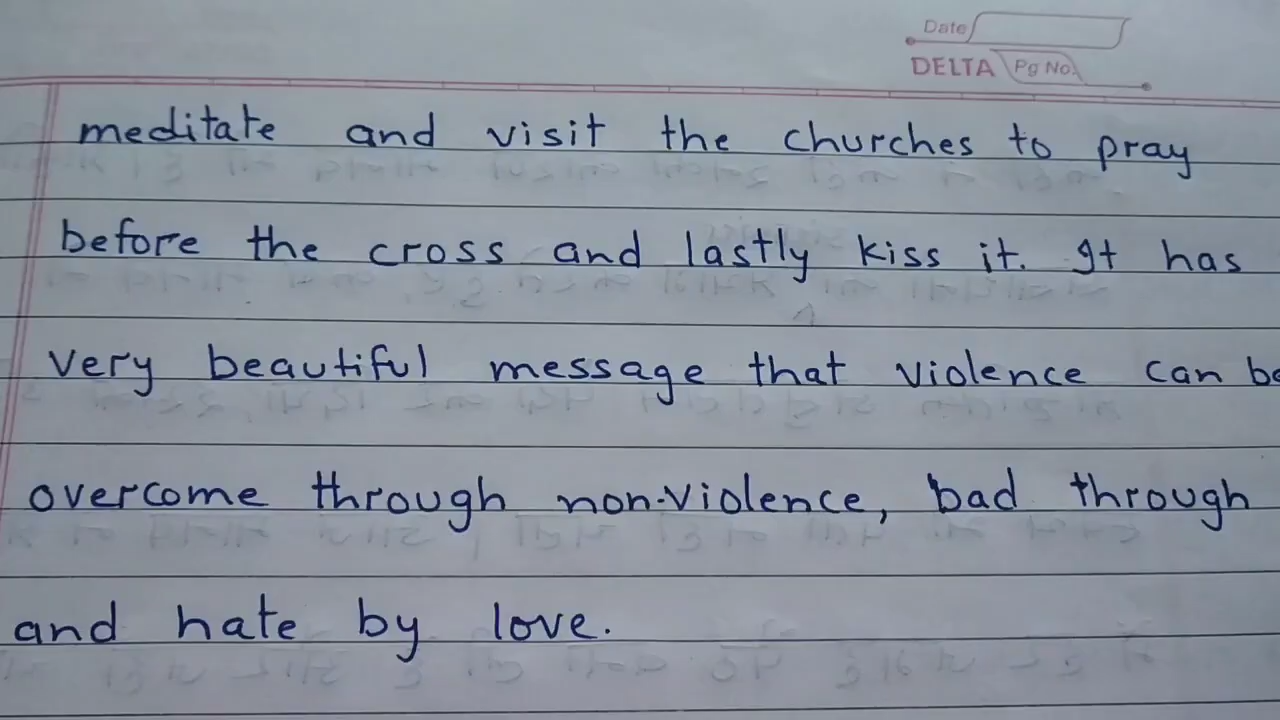 Date
DELTA Pg No.
meditate and visit the churches to pray
before the cross and lastly kiss it. It has
very beautiful message that violence can be
overcome through non-violence, bad through
and hate by love.